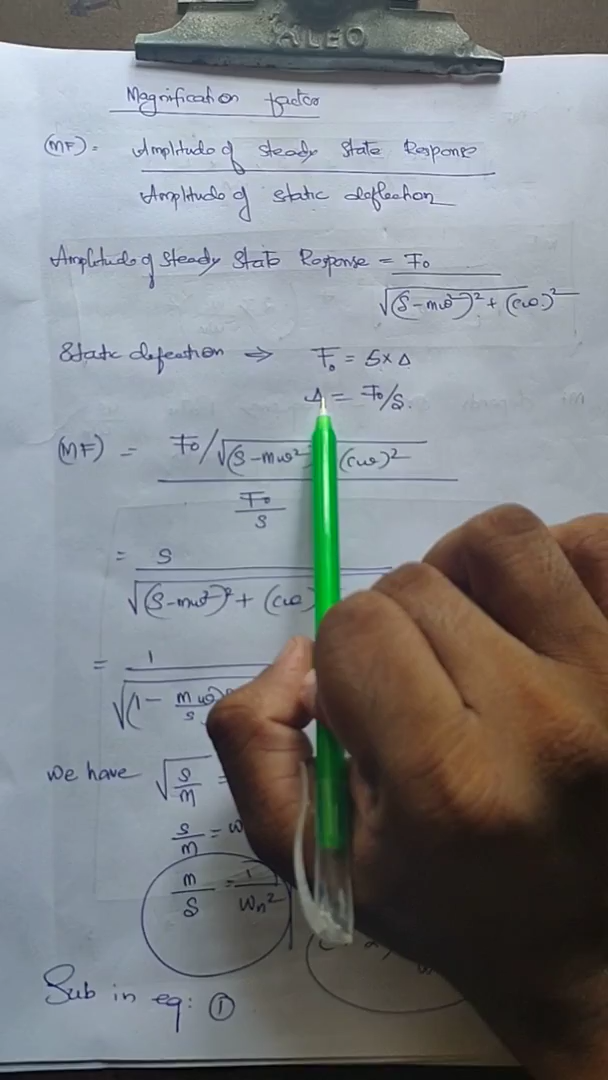 ALEO
Magnification factor
(MF) = Amplitude of steady state Response
Amplitude of static deflection
Amplitude of Steady State Response = F₀
√(S-mω²)² + (cω)²
Static deflection ⇒ F₀ = S×Δ
Δ = F₀/S.
(MF) = F₀/√(S-mω² (cω)²
F₀
S
= S
√(S-mω²)² + (cω)
= 1
√(1- mω
S
We have √S/m =
S/m = ω
m/S = 1/ωn²
Sub in eq: ①